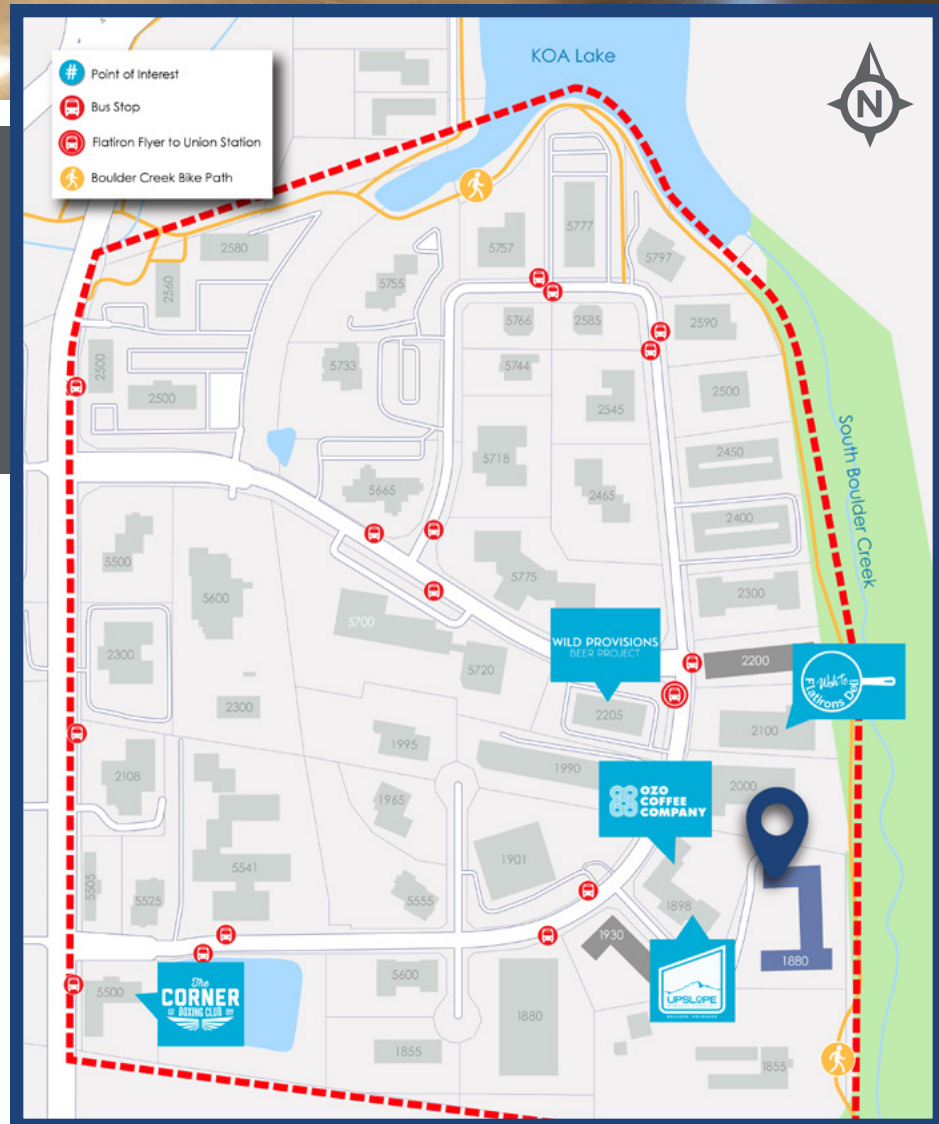 KOA Lake
N
#
Point of Interest
Bus Stop
Flatiron Flyer to Union Station
Boulder Creek Bike Path
2580
2560
2500
2500
5755
5757
5777
5797
5766
2585
2590
5733
5744
2545
2500
5718
2450
5665
2465
2400
South Boulder Creek
5500
5600
5775
2300
5700
WILD PROVISIONS
BEER PROJECT
2300
5720
2200
Wok To
Flatirons Deli
2300
2205
2100
1995
2108
1990
2000
OZO
COFFEE
COMPANY
1965
1901
5541
5505
5525
5555
1898
1930
1880
The
CORNER
BOXING CLUB
5500
5600
UPSLOPE
1880
1855
1855